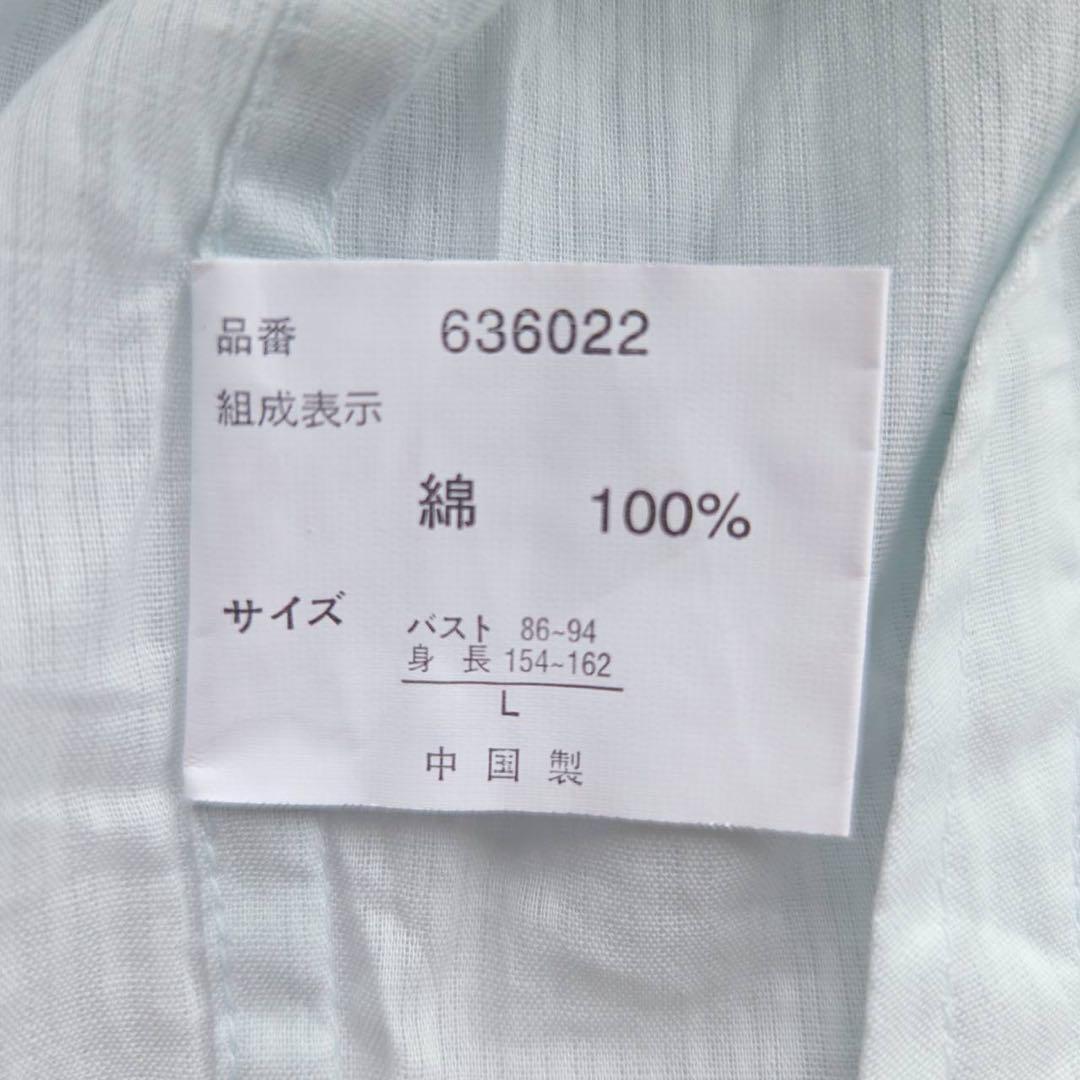 品番 636022
組成表示
綿 100%
サイズ バスト 86~94
身長 154~162
L
中国製